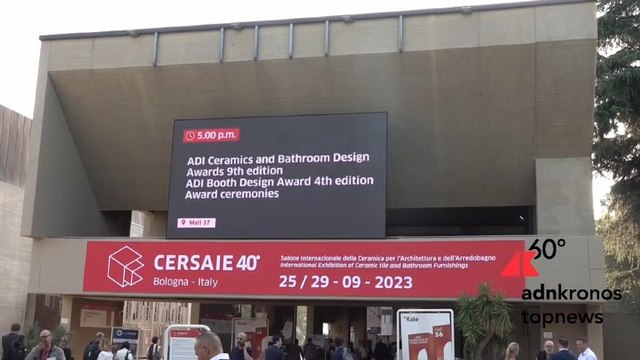 5.00 p.m.
ADI Ceramics and Bathroom Design
Awards 9th edition
ADI Booth Design Award 4th edition
Award ceremonies
Mall 37
CERSAIE 40°
Bologna - Italy
Salone Internazionale della Ceramica per l'Architettura e dell'Arredobagno
International Exhibition of Ceramic tile and Bathroom Furnishings
25 / 29 - 09 - 2023
60°
adnkronos
topnews
Kale